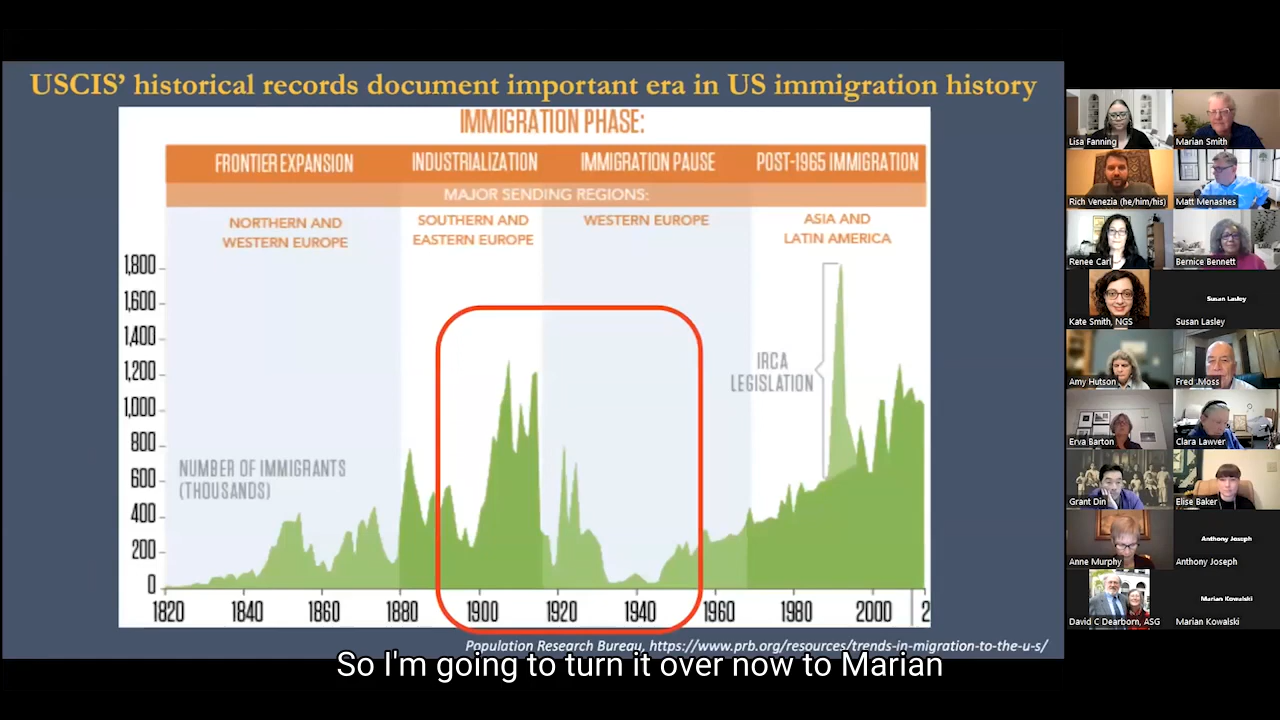 USCIS' historical records document important era in US immigration history
IMMIGRATION PHASE:
FRONTIER EXPANSION
INDUSTRIALIZATION
IMMIGRATION PAUSE
POST-1965 IMMIGRATION
MAJOR SENDING REGIONS:
NORTHERN AND
WESTERN EUROPE
SOUTHERN AND
EASTERN EUROPE
WESTERN EUROPE
ASIA AND
LATIN AMERICA
1,800
1,600
1,400
1,200
1,000
800
600
400
200
0
NUMBER OF IMMIGRANTS
(THOUSANDS)
IRCA
LEGISLATION
1820
1840
1860
1880
1900
1920
1940
1960
1980
2000
2
Population Research Bureau, https://www.prb.org/resources/trends-in-migration-to-the-u-s/
So I'm going to turn it over now to Marian
Lisa Fanning
Marian Smith
Rich Venezia (he/him/his)
Matt Menashes
Renee Carl
Bernice Bennett
Kate Smith, NGS
Susan Lasley
Susan Lasley
Amy Hutson
Fred .Moss
Erva Barton
Clara Lawver
Grant Din
Elise Baker
Anne Murphy
Anthony Joseph
Anthony Joseph
David C Dearborn, ASG
Marian Kowalski
Marian Kowalski